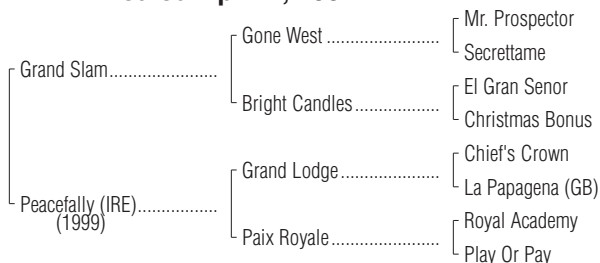 Mr. Prospector
Gone West
Secrettame
Grand Slam
El Gran Senor
Bright Candles
Christmas Bonus
Chief's Crown
Grand Lodge
La Papagena (GB)
Peacefally (IRE)
(1999)
Royal Academy
Paix Royale
Play Or Pay